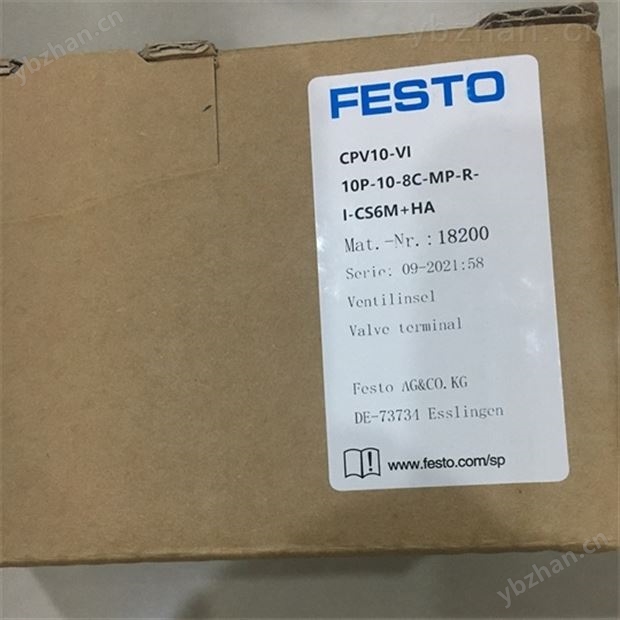 FESTO
CPV10-VI
10P-10-8C-MP-R-
I-CS6M+HA
Mat.-Nr.:18200
Serie: 09-2021:58
Ventilinsel
Valve terminal
Festo AG&CO.KG
DE-73734 Esslingen
www.festo.com/sp
ybzhan.cn
ybzhan.cn
ybzhan.cn